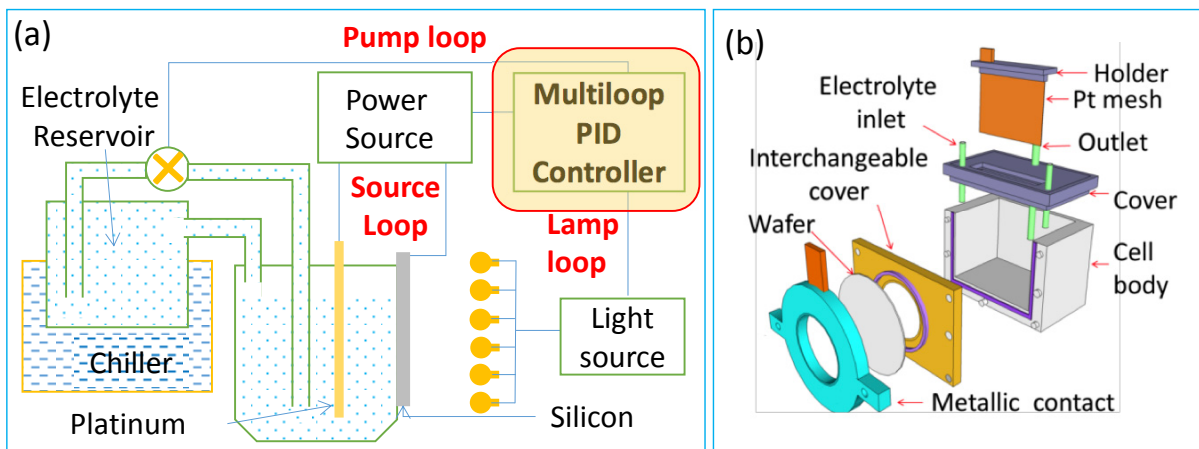 (a)
Pump loop
Electrolyte
Reservoir
Power
Source
Multiloop
PID
Controller
Source
Loop
Lamp
loop
Light
source
Chiller
Platinum
Silicon
(b)
Holder
Pt mesh
Electrolyte
inlet
Outlet
Interchangeable
cover
Cover
Wafer
Cell
body
Metallic contact